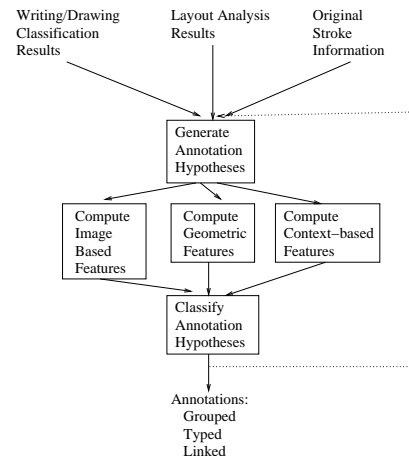 Writing/Drawing
Classification
Results
Layout Analysis
Results
Original
Stroke
Information
Generate
Annotation
Hypotheses
Compute
Image
Based
Features
Compute
Geometric
Features
Compute
Context−based
Features
Classify
Annotation
Hypotheses
Annotations:
Grouped
Typed
Linked